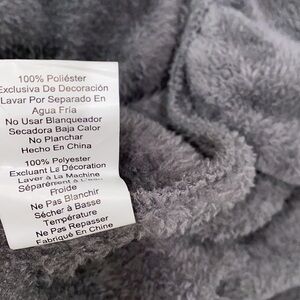 100% Poliéster
Exclusiva De Decoración
Lavar Por Separado En
Agua Fría
No Usar Blanqueador
Secadora Baja Calor
No Planchar
Hecho En China
100% Polyester
Excluant La Décoration
Laver à La Machine
Séparément à L'eau
Froide
Ne Pas Blanchir
Sécher à Basse
Température
Ne Pas Repasser
Fabriqué En Chine